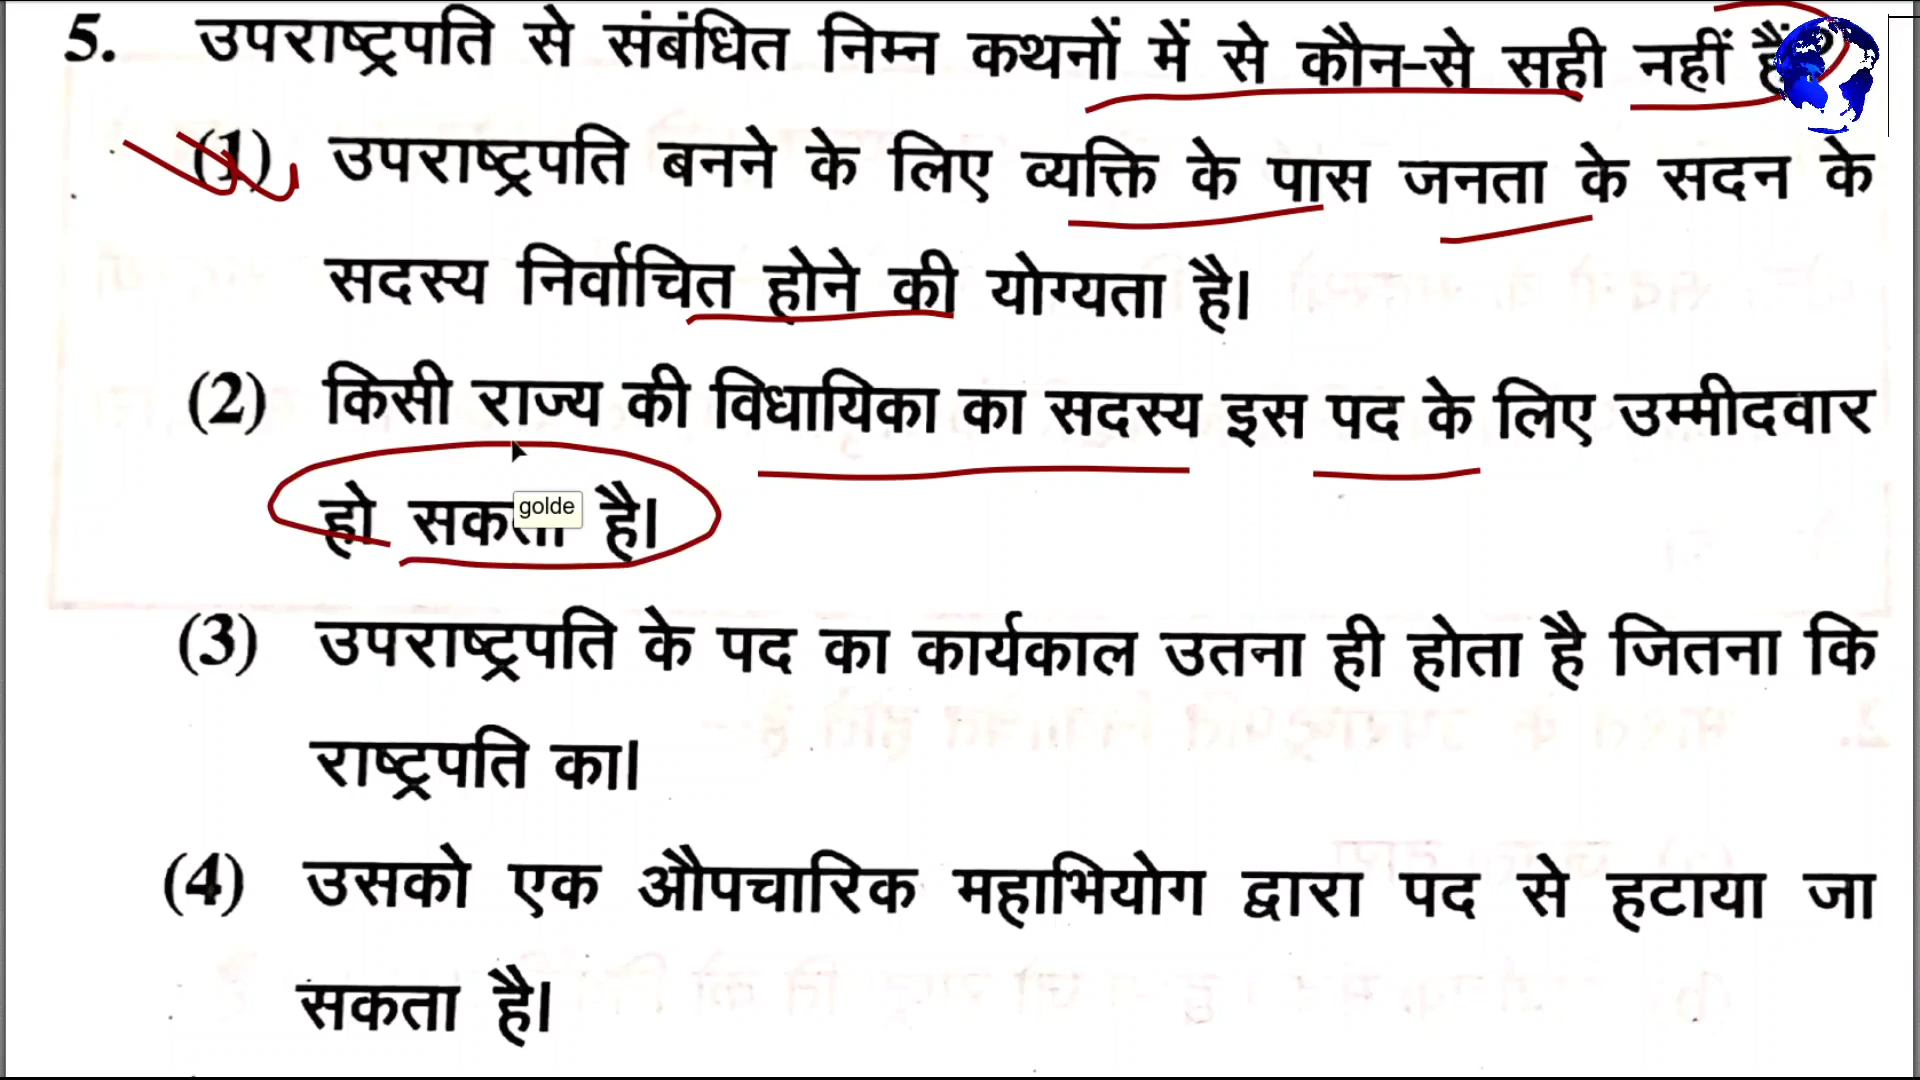 5. उपराष्ट्रपति से संबंधित निम्न कथनों में से कौन-से सही नहीं हैं?
(1) उपराष्ट्रपति बनने के लिए व्यक्ति के पास जनता के सदन के
सदस्य निर्वाचित होने की योग्यता है।
(2) किसी राज्य की विधायिका का सदस्य इस पद के लिए उम्मीदवार
हो सकता है।
golde
(3) उपराष्ट्रपति के पद का कार्यकाल उतना ही होता है जितना कि
राष्ट्रपति का।
(4) उसको एक औपचारिक महाभियोग द्वारा पद से हटाया जा
सकता है।